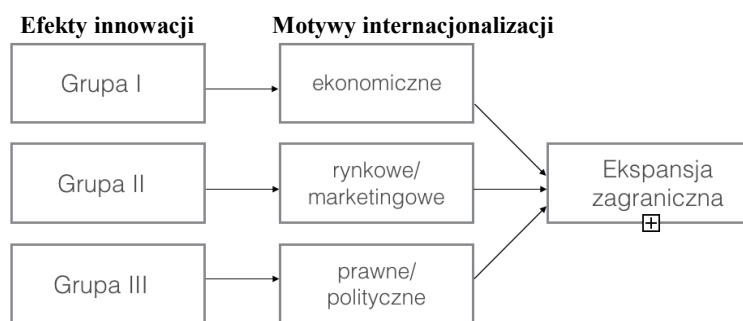 Efekty innowacji
Motywy internacjonalizacji
Grupa I
ekonomiczne
Grupa II
rynkowe/
marketingowe
Ekspansja
zagraniczna
Grupa III
prawne/
polityczne